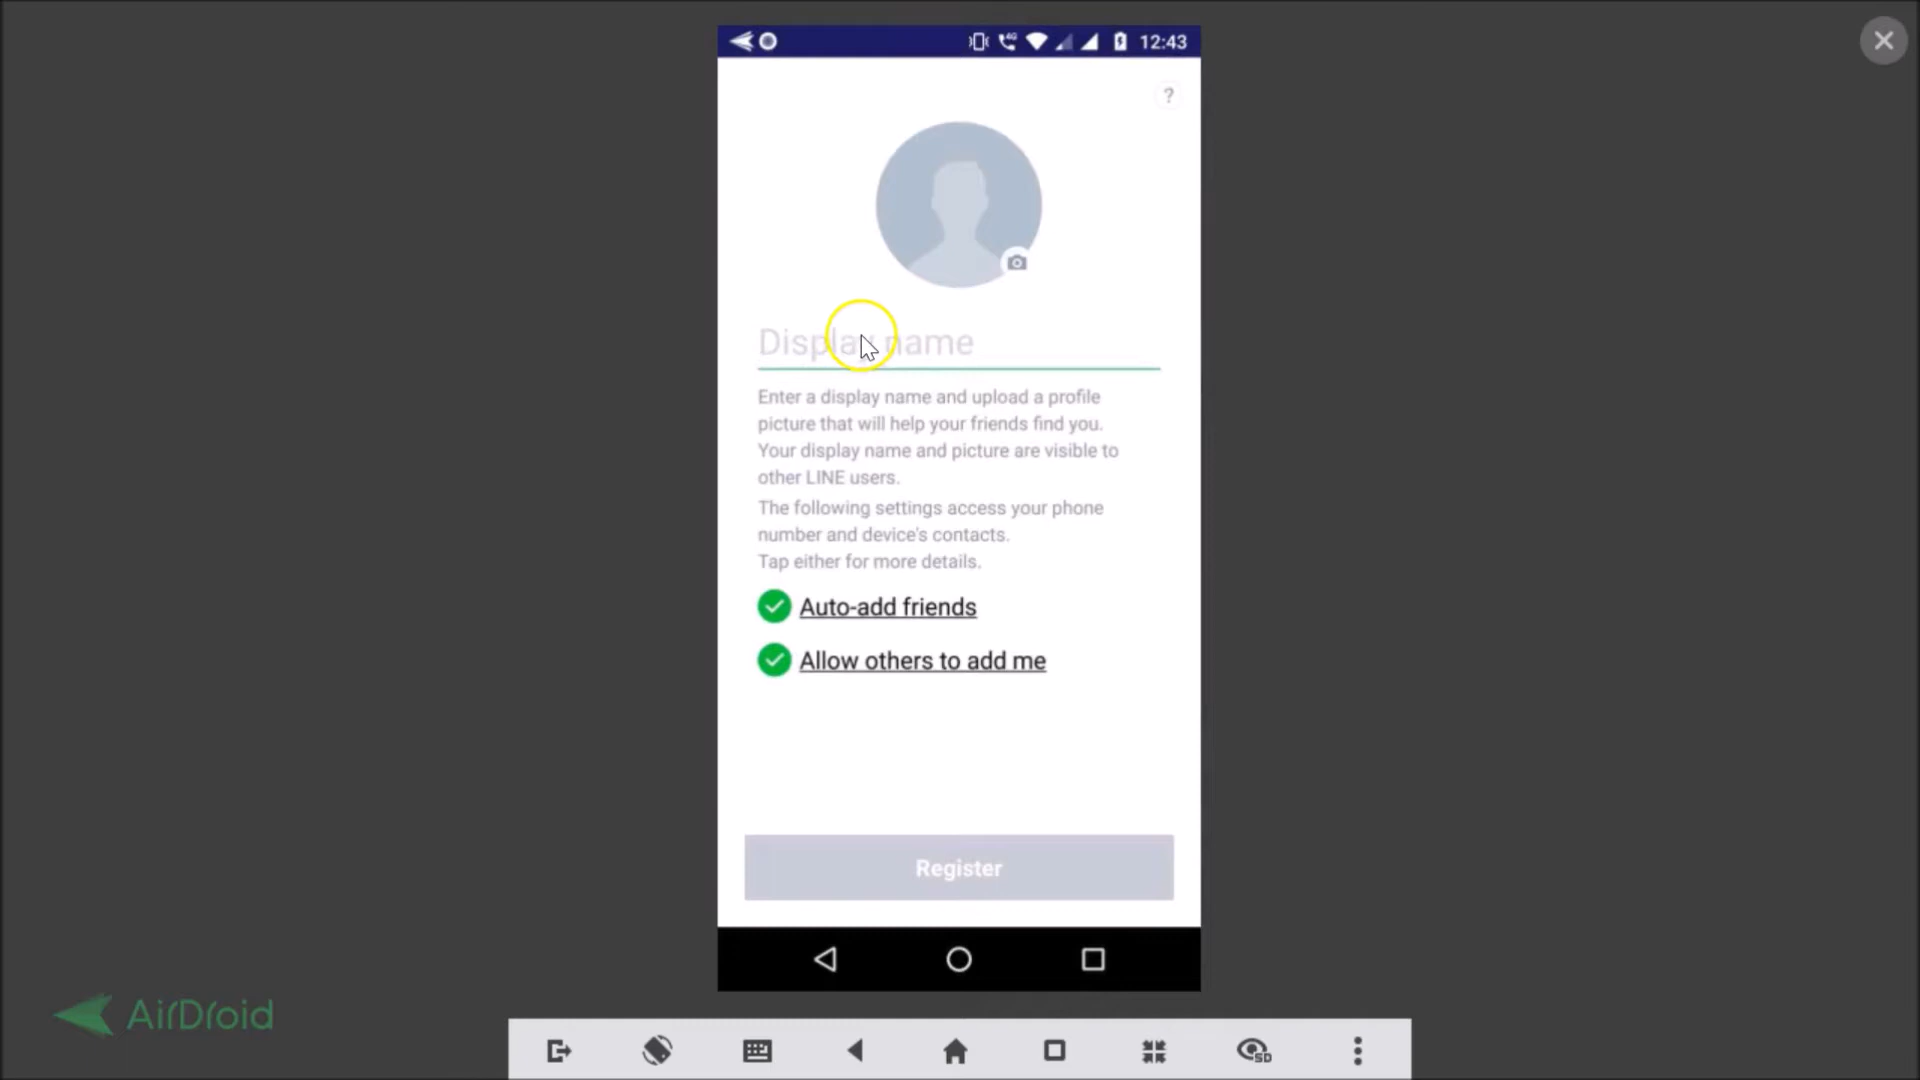 4G
12:43
?
Display name
Enter a display name and upload a profile
picture that will help your friends find you.
Your display name and picture are visible to
other LINE users.
The following settings access your phone
number and device's contacts.
Tap either for more details.
Auto-add friends
Allow others to add me
Register
AirDroid
SD